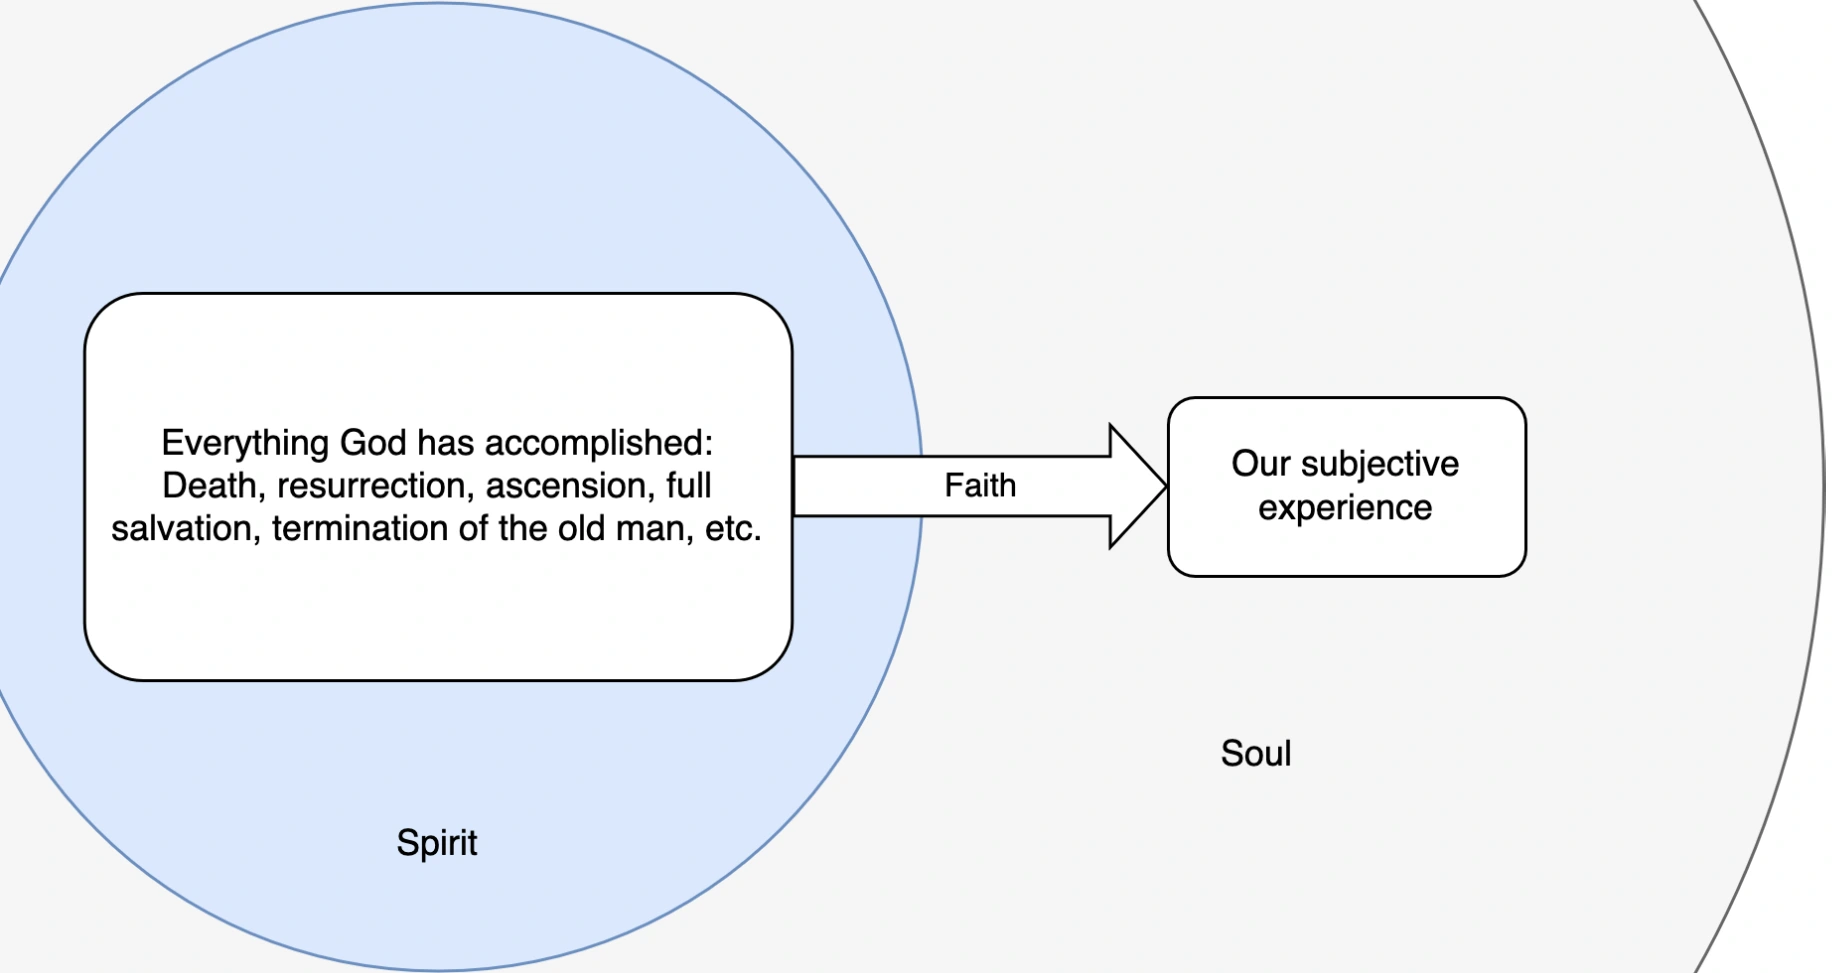 Everything God has accomplished:
Death, resurrection, ascension, full
salvation, termination of the old man, etc.
Faith
Our subjective
experience
Soul
Spirit